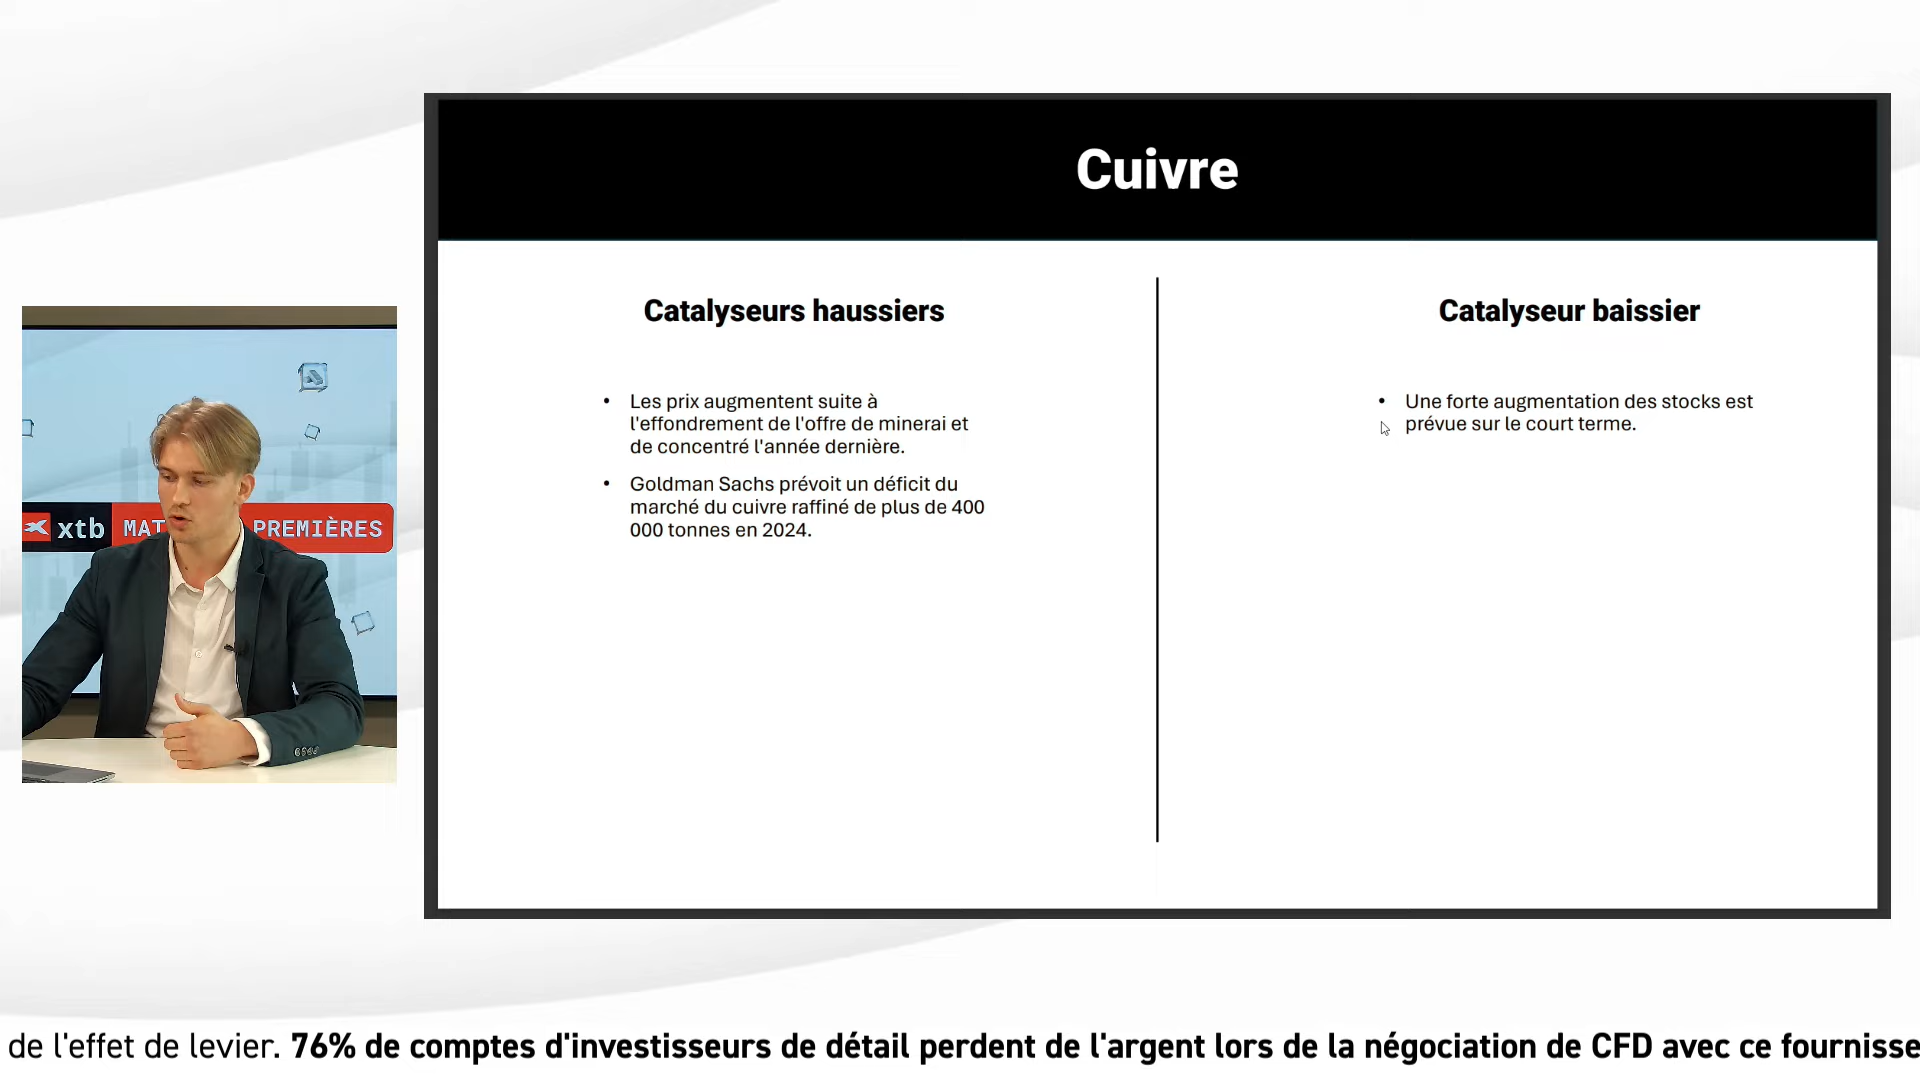 Cuivre
Catalyseurs haussiers
• Les prix augmentent suite à
l'effondrement de l'offre de minerai et
de concentré l'année dernière.
• Goldman Sachs prévoit un déficit du
marché du cuivre raffiné de plus de 400
000 tonnes en 2024.
Catalyseur baissier
• Une forte augmentation des stocks est
prévue sur le court terme.
xtb MAT PREMIÈRES
de l'effet de levier. 76% de comptes d'investisseurs de détail perdent de l'argent lors de la négociation de CFD avec ce fournisse